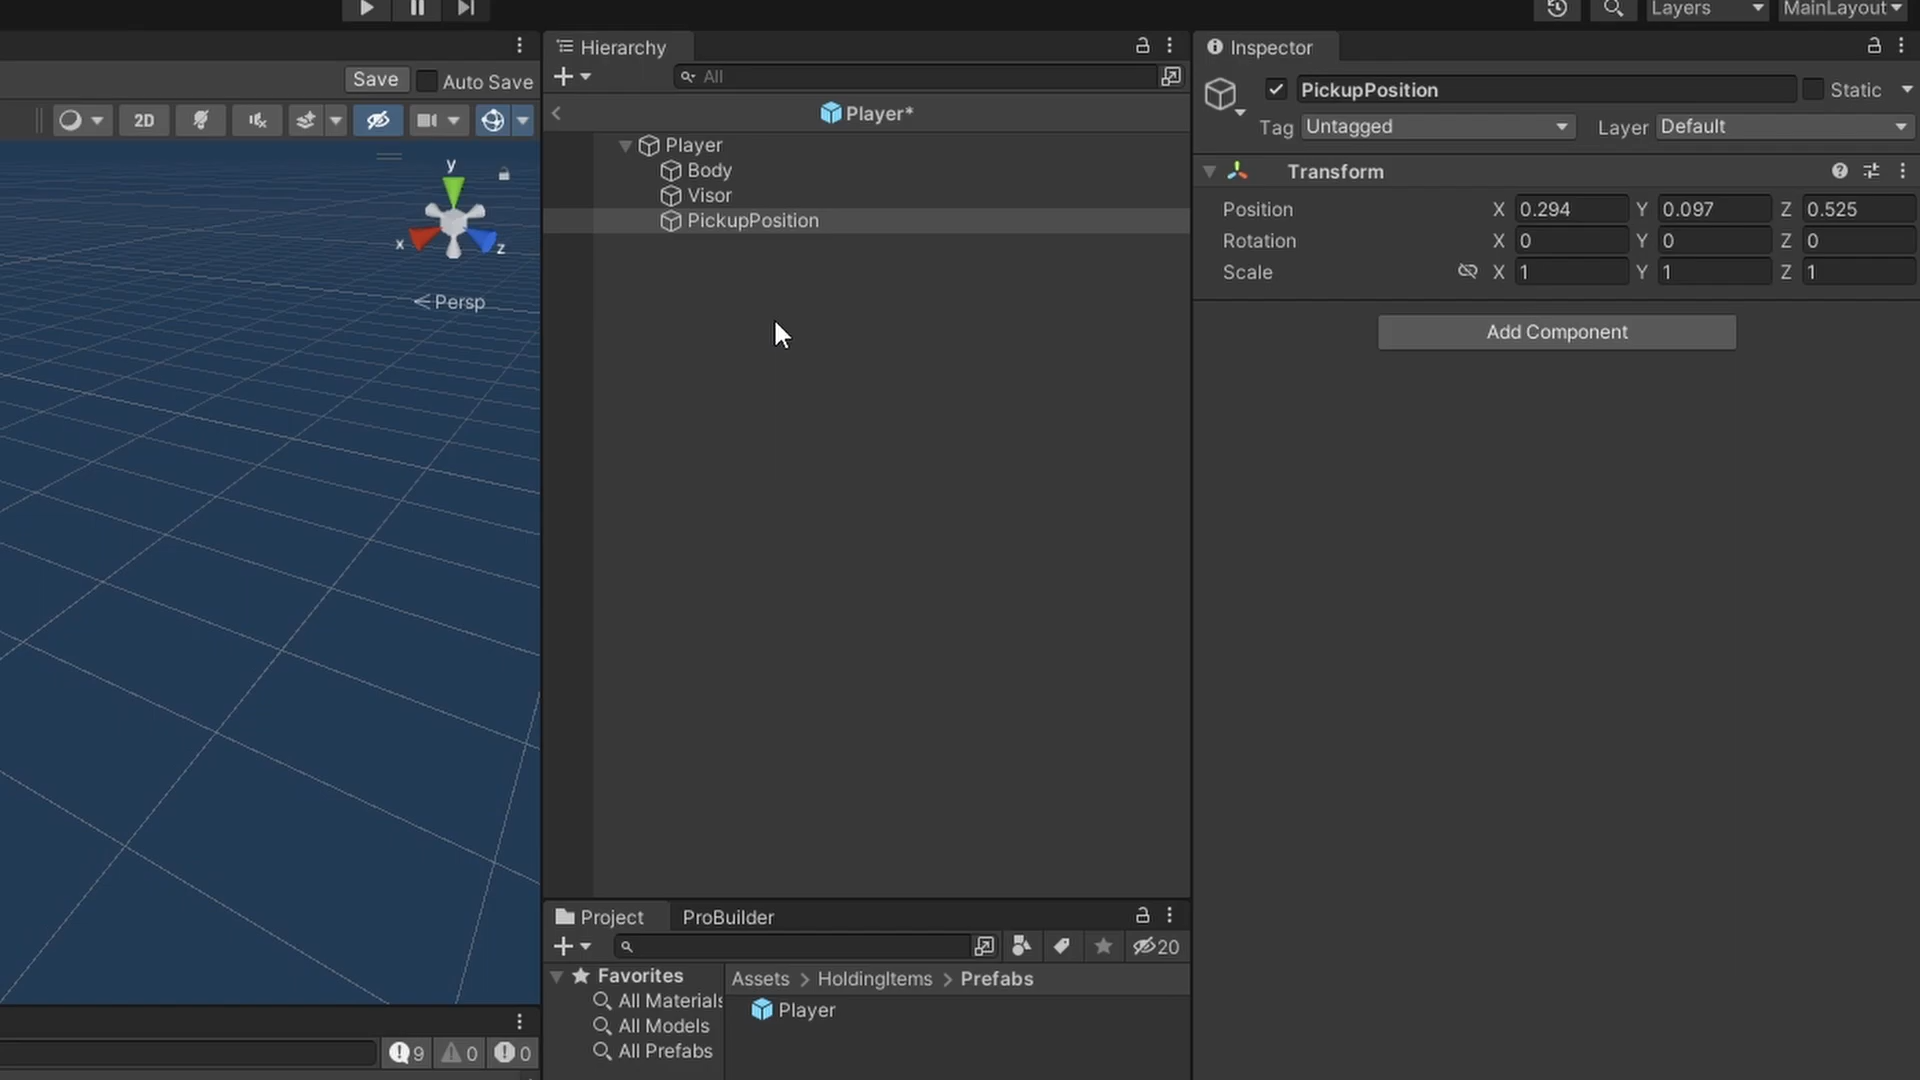 Layers
MainLayout
Hierarchy
Inspector
Save
Auto Save
All
PickupPosition
Static
2D
Player*
Tag
Untagged
Layer
Default
Player
Body
Visor
PickupPosition
Transform
Position
X
0.294
Y
0.097
Z
0.525
Rotation
X
0
Y
0
Z
0
Scale
X
1
Y
1
Z
1
y
x
z
Persp
Add Component
Project
ProBuilder
20
Favorites
All Materials
All Models
All Prefabs
Assets > HoldingItems > Prefabs
Player
9
0
0